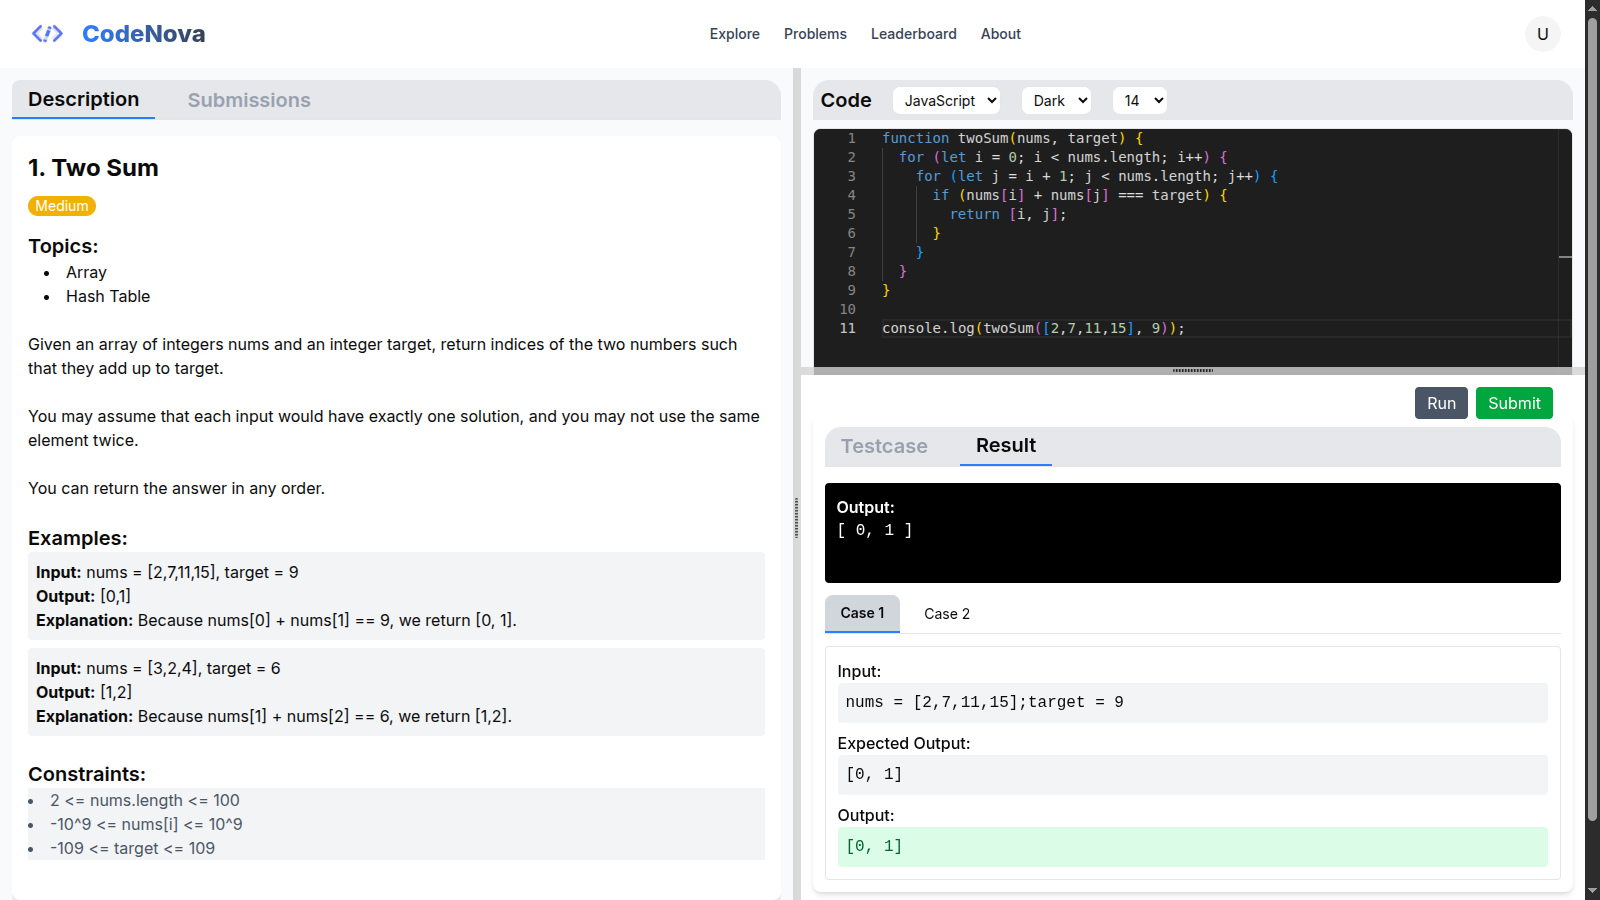 CodeNova
Explore Problems Leaderboard About
U
Description Submissions
1. Two Sum
Medium
Topics:
• Array
• Hash Table
Given an array of integers nums and an integer target, return indices of the two numbers such
that they add up to target.
You may assume that each input would have exactly one solution, and you may not use the same
element twice.
You can return the answer in any order.
Examples:
Input: nums = [2,7,11,15], target = 9
Output: [0,1]
Explanation: Because nums[0] + nums[1] == 9, we return [0, 1].
Input: nums = [3,2,4], target = 6
Output: [1,2]
Explanation: Because nums[1] + nums[2] == 6, we return [1,2].
Constraints:
• 2 <= nums.length <= 100
• -10^9 <= nums[i] <= 10^9
• -109 <= target <= 109
Code JavaScript Dark 14
1 function twoSum(nums, target) {
2   for (let i = 0; i < nums.length; i++) {
3     for (let j = i + 1; j < nums.length; j++) {
4       if (nums[i] + nums[j] === target) {
5         return [i, j];
6       }
7     }
8   }
9 }
10
11 console.log(twoSum([2,7,11,15], 9));
Run Submit
Testcase Result
Output:
[ 0, 1 ]
Case 1 Case 2
Input:
nums = [2,7,11,15];target = 9
Expected Output:
[0, 1]
Output:
[0, 1]